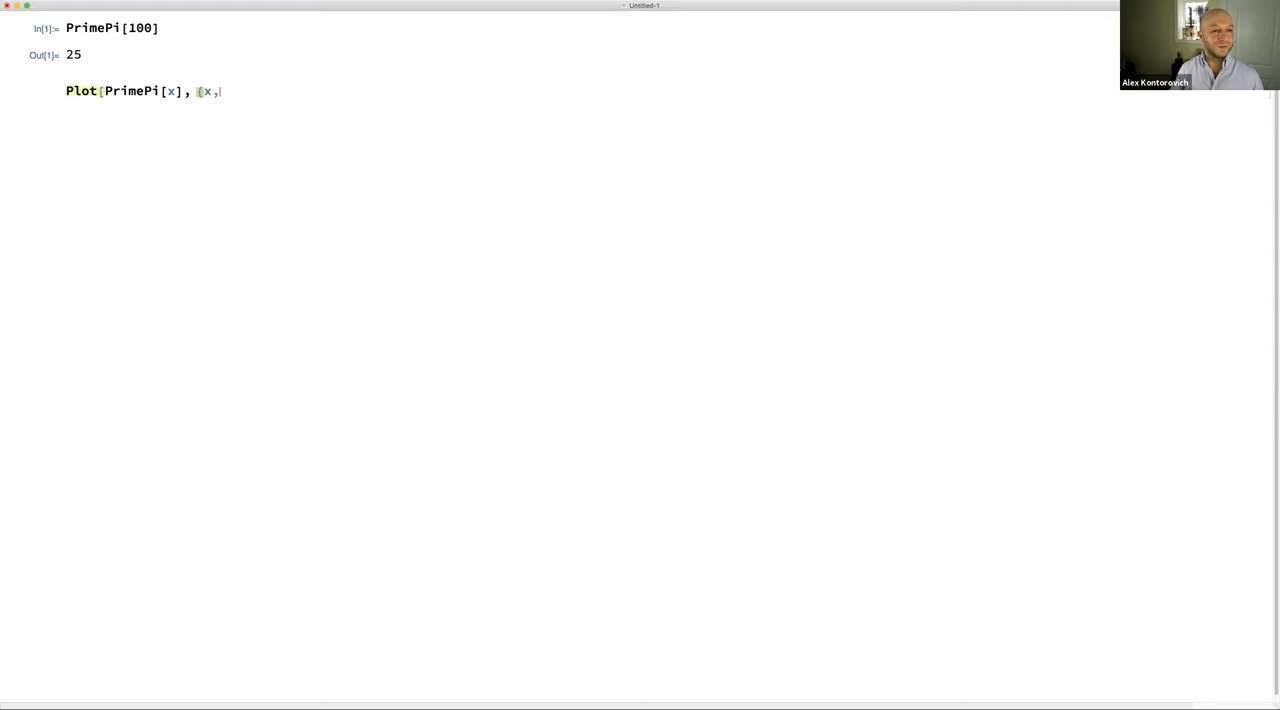 Untitled-1
In[1]:= PrimePi[100]
Out[1]= 25
Plot[PrimePi[x], {x,
Alex Kontorovich